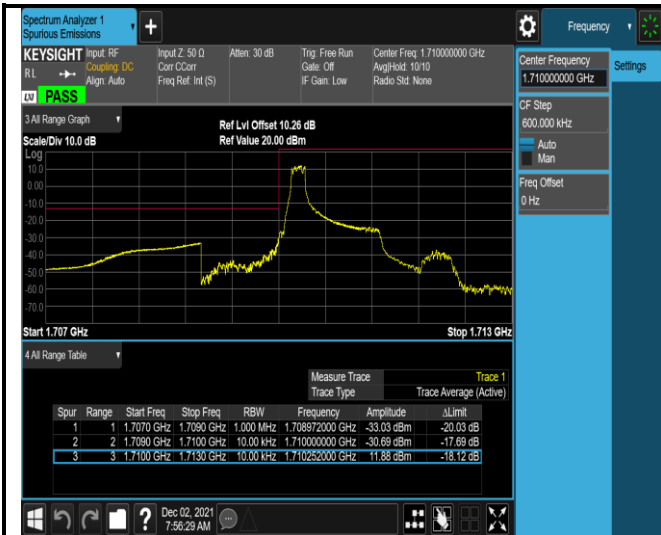 Spectrum Analyzer 1
Spurious Emissions
+
Frequency
KEYSIGHT
RL
LXI PASS
Input: RF
Coupling: DC
Align: Auto
Input Z: 50 Ω
Corr CCorr
Freq Ref: Int (S)
Atten: 30 dB
Trig: Free Run
Gate: Off
IF Gain: Low
Center Freq: 1.710000000 GHz
Avg|Hold: 10/10
Radio Std: None
Center Frequency
1.710000000 GHz
Settings
CF Step
600.000 kHz
Auto
Man
Freq Offset
0 Hz
3 All Range Graph
Ref Lvl Offset 10.26 dB
Scale/Div 10.0 dB
Ref Value 20.00 dBm
Log
10.0
0.00
-10.0
-20.0
-30.0
-40.0
-50.0
-60.0
-70.0
Start 1.707 GHz
Stop 1.713 GHz
4 All Range Table
Measure Trace Trace 1
Trace Type Trace Average (Active)
Spur Range Start Freq Stop Freq RBW Frequency Amplitude ΔLimit
1 1 1.7070 GHz 1.7090 GHz 1.000 MHz 1.708972000 GHz -33.03 dBm -20.03 dB
2 2 1.7090 GHz 1.7100 GHz 10.00 kHz 1.710000000 GHz -30.69 dBm -17.69 dB
3 3 1.7100 GHz 1.7130 GHz 10.00 kHz 1.710252000 GHz 11.88 dBm -18.12 dB
?
Dec 02, 2021
7:56:29 AM